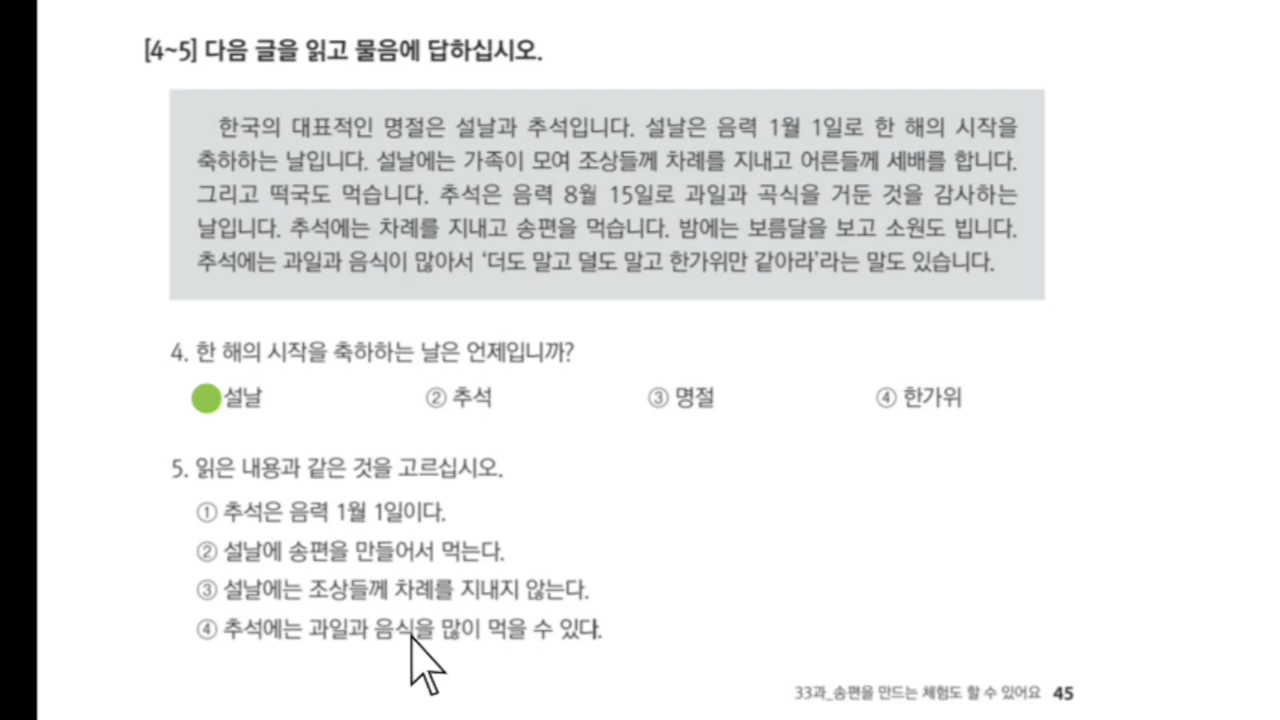 [4~5] 다음 글을 읽고 물음에 답하십시오.
한국의 대표적인 명절은 설날과 추석입니다. 설날은 음력 1월 1일로 한 해의 시작을
축하하는 날입니다. 설날에는 가족이 모여 조상들께 차례를 지내고 어른들께 세배를 합니다.
그리고 떡국도 먹습니다. 추석은 음력 8월 15일로 과일과 곡식을 거둔 것을 감사하는
날입니다. 추석에는 차례를 지내고 송편을 먹습니다. 밤에는 보름달을 보고 소원도 빕니다.
추석에는 과일과 음식이 많아서 ‘더도 말고 덜도 말고 한가위만 같아라’라는 말도 있습니다.
4. 한 해의 시작을 축하하는 날은 언제입니까?
설날 ② 추석 ③ 명절 ④ 한가위
5. 읽은 내용과 같은 것을 고르십시오.
① 추석은 음력 1월 1일이다.
② 설날에 송편을 만들어서 먹는다.
③ 설날에는 조상들께 차례를 지내지 않는다.
④ 추석에는 과일과 음식을 많이 먹을 수 있다.
33과_송편을 만드는 체험도 할 수 있어요 45